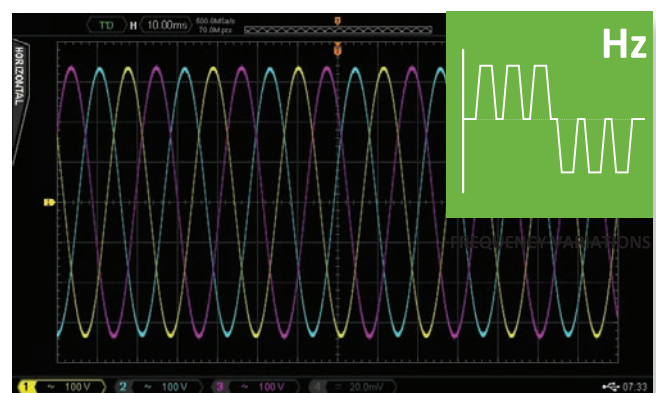 T'D H 10.00ms 500.0MSa/s
70.0M pts
HORIZONTAL
Hz
FREQUENCY VARIATIONS
1 ~ 100 V 2 ~ 100 V 3 ~ 100 V 4 = 20.0mV 07:33